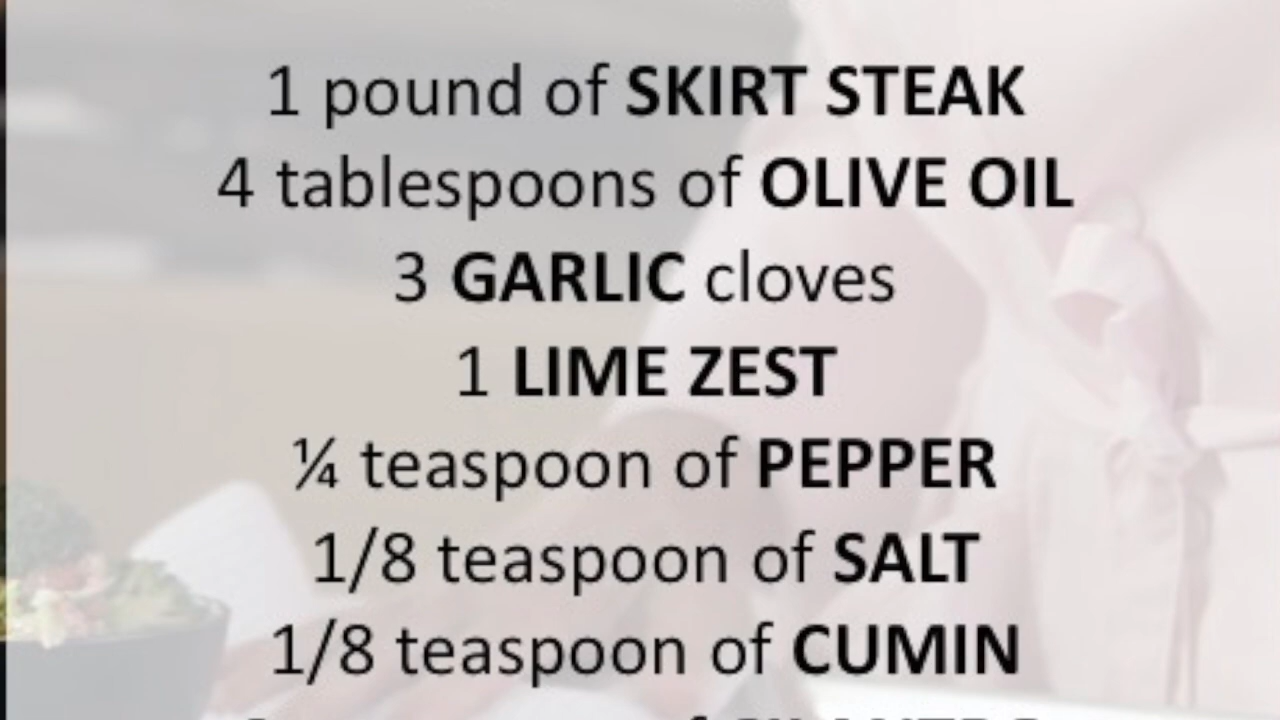 1 pound of SKIRT STEAK
4 tablespoons of OLIVE OIL
3 GARLIC cloves
1 LIME ZEST
¼ teaspoon of PEPPER
1/8 teaspoon of SALT
1/8 teaspoon of CUMIN